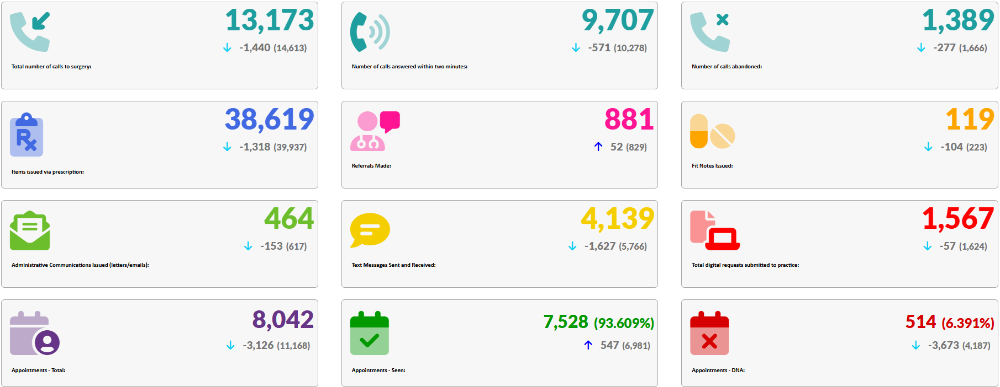 13,173
-1,440 (14,613)
Total number of calls to surgery:
9,707
-571 (10,278)
Number of calls answered within two minutes:
1,389
-277 (1,666)
Number of calls abandoned:
Rx
38,619
-1,318 (39,937)
Items issued via prescription:
881
52 (829)
Referrals Made:
119
-104 (223)
Fit Notes Issued:
464
-153 (617)
Administrative Communications Issued (letters/emails):
4,139
-1,627 (5,766)
Text Messages Sent and Received:
1,567
-57 (1,624)
Total digital requests submitted to practice:
8,042
-3,126 (11,168)
Appointments - Total:
7,528 (93.609%)
547 (6,981)
Appointments - Seen:
514 (6.391%)
-3,673 (4,187)
Appointments - DNA: